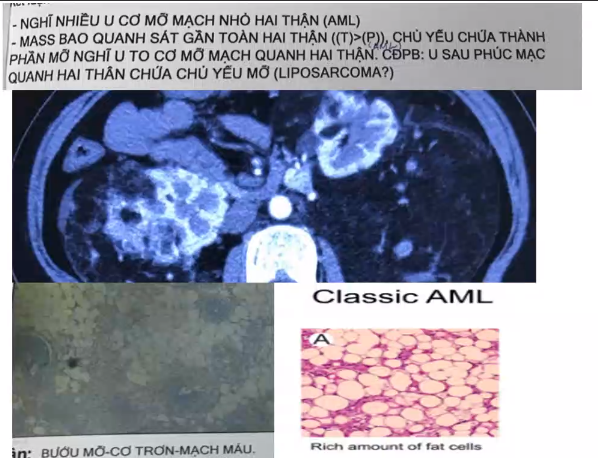 - NGHĨ NHIỀU U CƠ MỠ MẠCH NHỎ HAI THẬN (AML)
- MASS BAO QUANH SÁT GẦN TOÀN HAI THẬN ((T)>(P)), CHỦ YẾU CHỨA THÀNH
PHẦN MỠ NGHĨ U TO CƠ MỠ MẠCH QUANH HAI THẬN. (AML) CĐPB: U SAU PHÚC MẠC
QUANH HAI THÂN CHỨA CHỦ YẾU MỠ (LIPOSARCOMA?)
Classic AML
A
Rich amount of fat cells
BƯỚU MỠ-CƠ TRƠN-MẠCH MÁU.